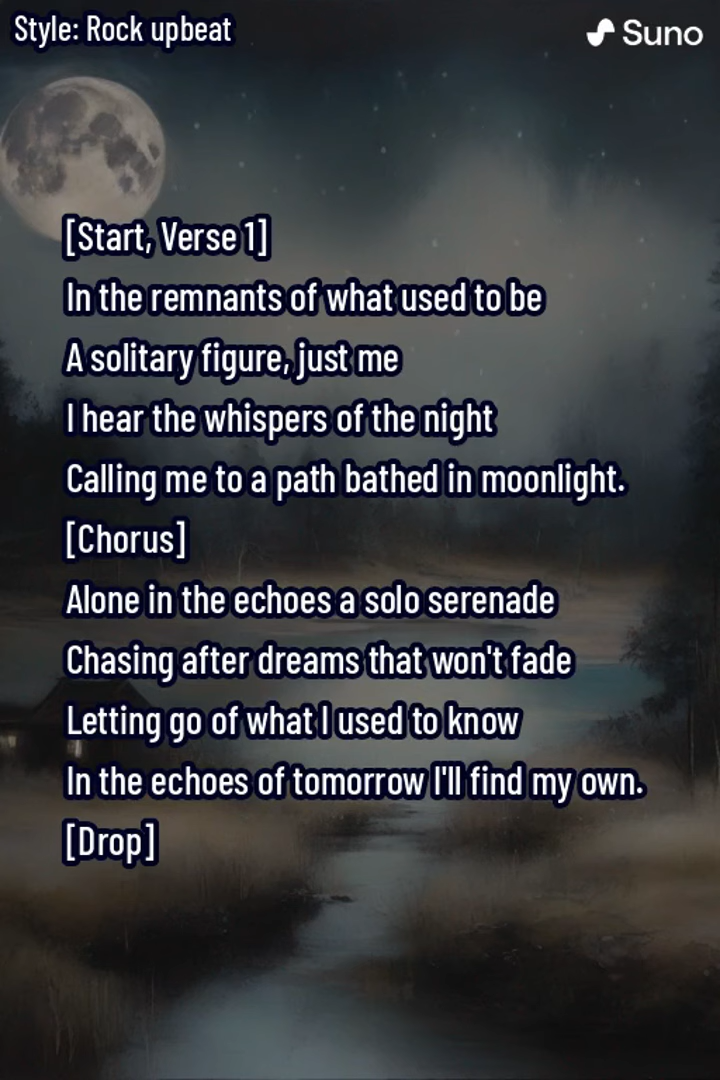 Style: Rock upbeat
Suno
[Start, Verse 1]
In the remnants of what used to be
A solitary figure, just me
I hear the whispers of the night
Calling me to a path bathed in moonlight.
[Chorus]
Alone in the echoes a solo serenade
Chasing after dreams that won't fade
Letting go of what I used to know
In the echoes of tomorrow I'll find my own.
[Drop]